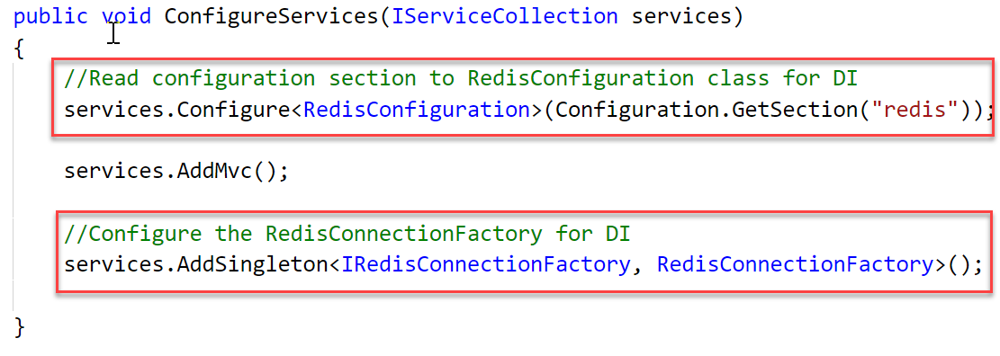 public void ConfigureServices(IServiceCollection services)
{
//Read configuration section to RedisConfiguration class for DI
services.Configure<RedisConfiguration>(Configuration.GetSection("redis"));
services.AddMvc();
//Configure the RedisConnectionFactory for DI
services.AddSingleton<IRedisConnectionFactory, RedisConnectionFactory>();
}